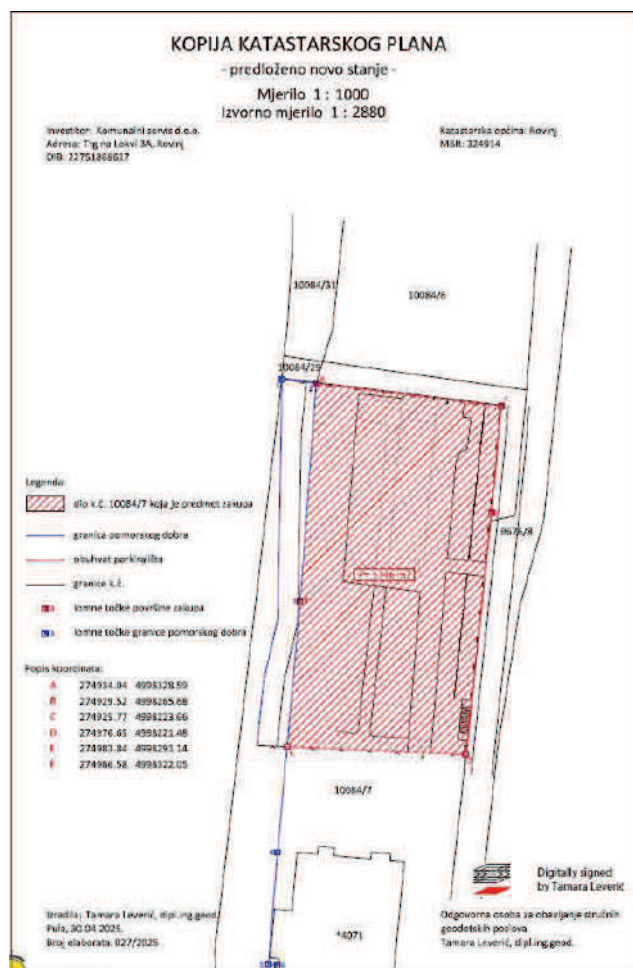 KOPIJA KATASTARSKOG PLANA
- predloženo novo stanje -
Mjerilo 1 : 1000
Izvorno mjerilo 1 : 2880
Investitor: Komunalni servis d.o.o.
Adresa: Trg na Lokvi 3A, Rovinj
OIB:
Katastarska općina: Rovinj
MBR: 324914
10084/31
10084/6
10084/29
Legenda:
dio k.č. 10084/7 koja je predmet zakupa
granica pomorskog dobra
obuhvat parkirališta
granice k.č.
lomne točke površine zakupa
lomne točke granice pomorskog dobra
9676/8
Popis koordinata:
A 274934.04 4998328.59
B 274929.52 4998265.68
C 274925.77 4998223.66
D 274976.65 4998221.48
E 274983.84 4998293.14
F 274986.58 4998322.05
10084/7
*4071
Izradila: Tamara Leverić, dipl.ing.geod.
Pula, 30.04.2025.
Broj elaborata: 027/2025
Digitally signed
by Tamara Leverić
Odgovorna osoba za obavljanje stručnih
geodetskih poslova
Tamara Leverić, dipl.ing.geod.